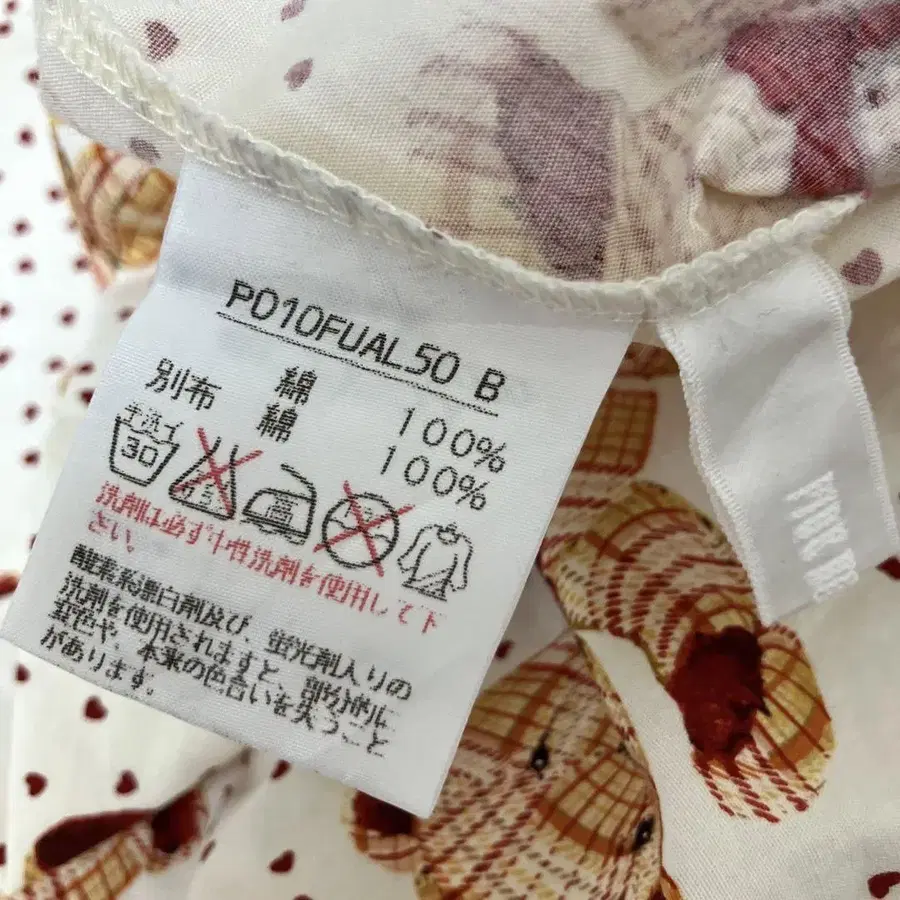 P010FUAL50 B
綿 100%
別布 綿 100%
手洗イ
30
洗剤は必ず中性洗剤を使用して下
さい。
酸素系漂白剤及び、蛍光剤入りの
洗剤を使用されますと、部分的に
変色や、本来の色合いを失うこと
があります。
PINK